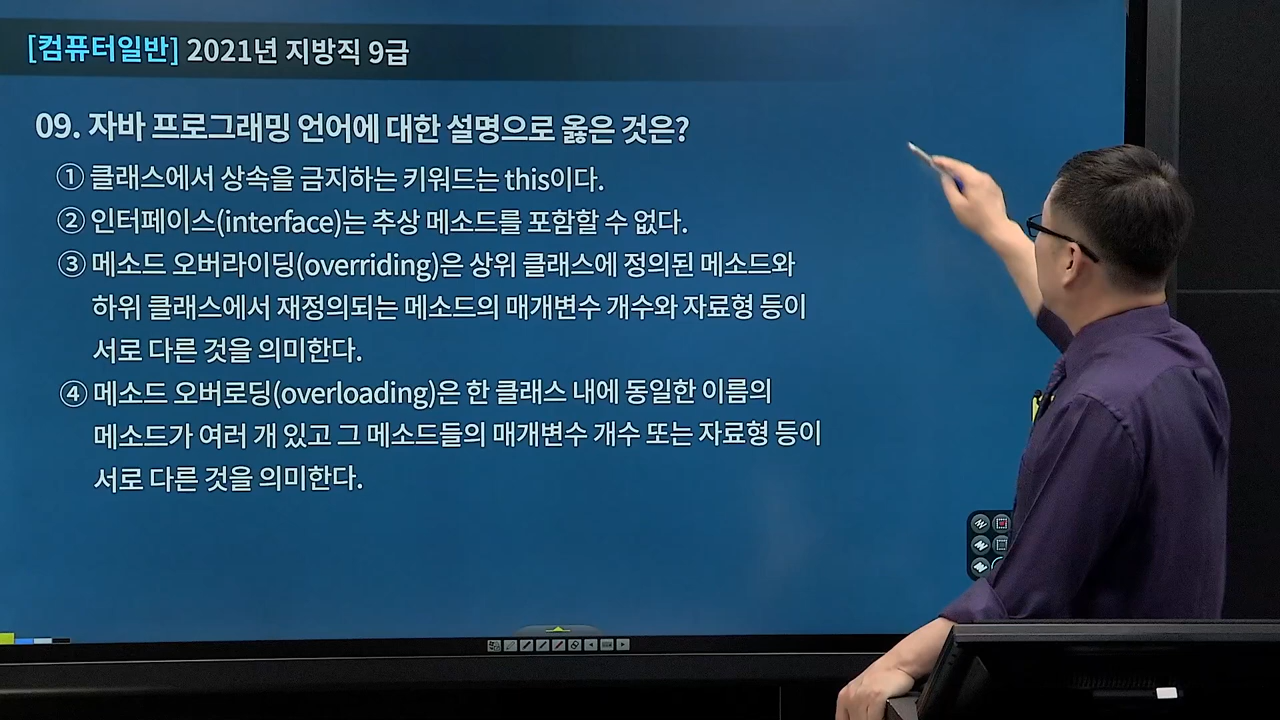 [컴퓨터일반] 2021년 지방직 9급
09. 자바 프로그래밍 언어에 대한 설명으로 옳은 것은?
① 클래스에서 상속을 금지하는 키워드는 this이다.
② 인터페이스(interface)는 추상 메소드를 포함할 수 없다.
③ 메소드 오버라이딩(overriding)은 상위 클래스에 정의된 메소드와
하위 클래스에서 재정의되는 메소드의 매개변수 개수와 자료형 등이
서로 다른 것을 의미한다.
④ 메소드 오버로딩(overloading)은 한 클래스 내에 동일한 이름의
메소드가 여러 개 있고 그 메소드들의 매개변수 개수 또는 자료형 등이
서로 다른 것을 의미한다.